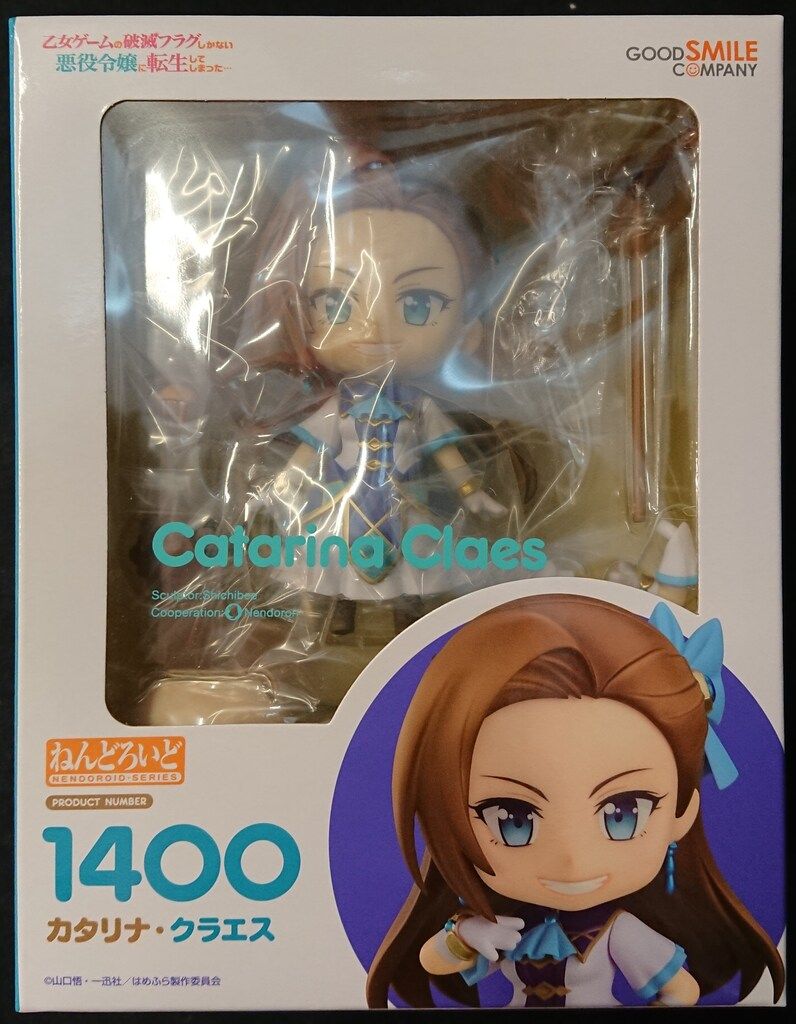 乙女ゲームの破滅フラグしかない
悪役令嬢に転生してしまった…
GOOD SMILE
COMPANY
Catarina Claes
Sculptor:Shichibee
Cooperation: Nendoron
ねんどろいど
NENDOROID-SERIES
PRODUCT NUMBER
1400
カタリナ・クラエス
©山口悟・一迅社/はめふら製作委員会